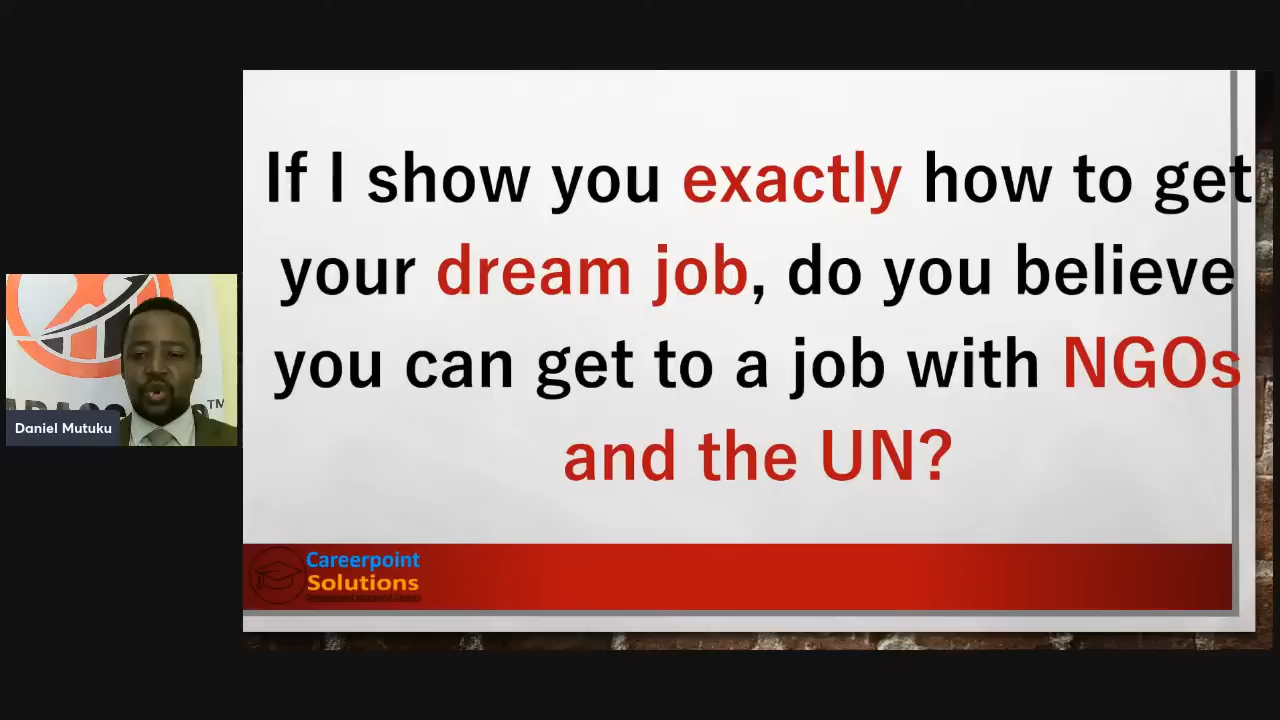 If I show you exactly how to get
your dream job, do you believe
you can get to a job with NGOs
and the UN?
Daniel Mutuku
Careerpoint
Solutions